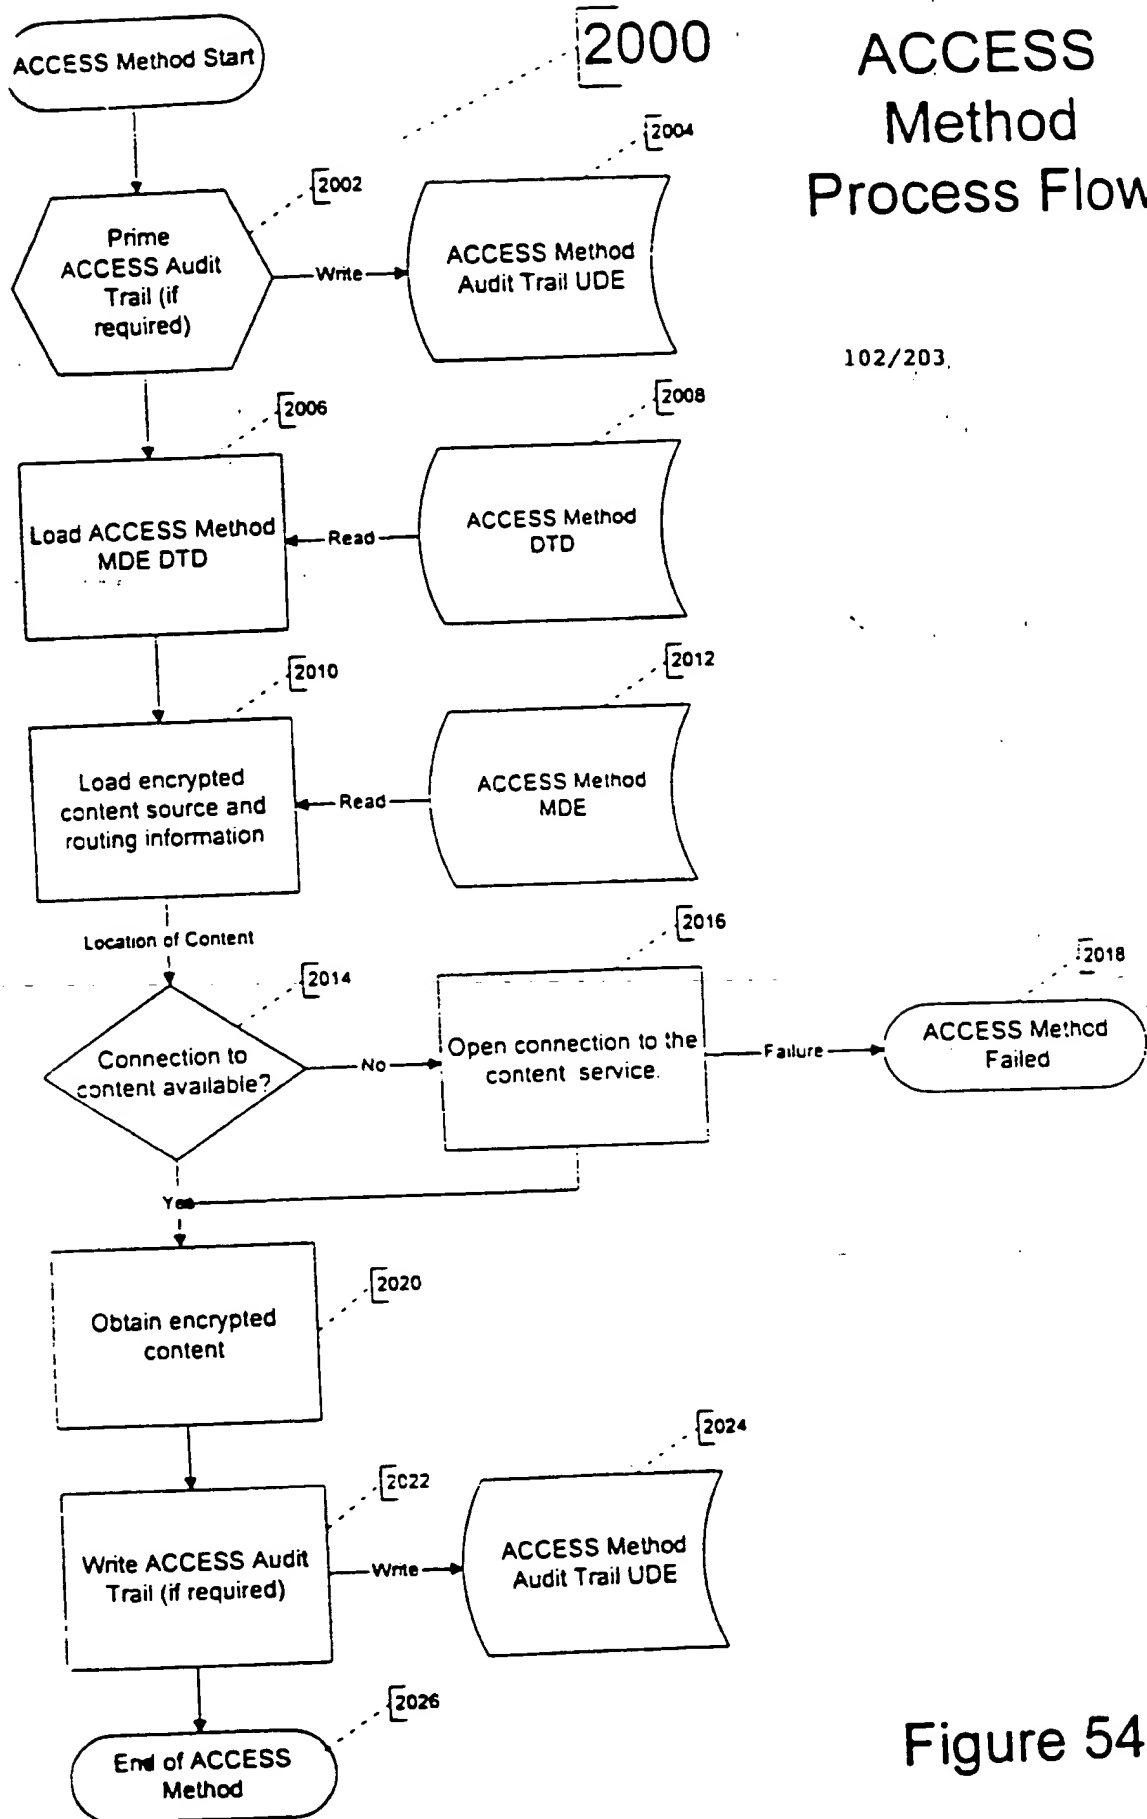 ACCESS Method Start
2000
ACCESS
Method
Process Flow
2002
Prime
ACCESS Audit
Trail (if
required)
Write
2004
ACCESS Method
Audit Trail UDE
102/203
2006
Load ACCESS Method
MDE DTD
Read
2008
ACCESS Method
DTD
2010
Load encrypted
content source and
routing information
Read
2012
ACCESS Method
MDE
Location of Content
2014
Connection to
content available?
No
2016
Open connection to the
content service.
Failure
2018
ACCESS Method
Failed
Yes
2020
Obtain encrypted
content
2022
Write ACCESS Audit
Trail (if required)
Write
2024
ACCESS Method
Audit Trail UDE
2026
End of ACCESS
Method
Figure 54